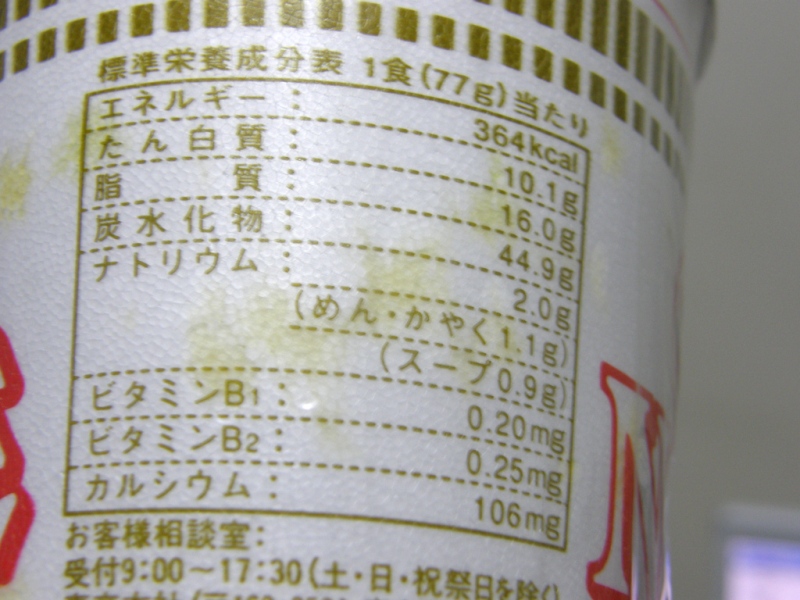 標準栄養成分表 1食(77g)当たり
エネルギー: 364kcal
たん白質: 10.1g
脂質: 16.0g
炭水化物: 44.9g
ナトリウム: 2.0g
(めん・かやく1.1g)
(スープ0.9g)
ビタミンB1: 0.20mg
ビタミンB2: 0.25mg
カルシウム: 106mg
お客様相談室:
受付9:00～17:30(土・日・祝祭日を除く)